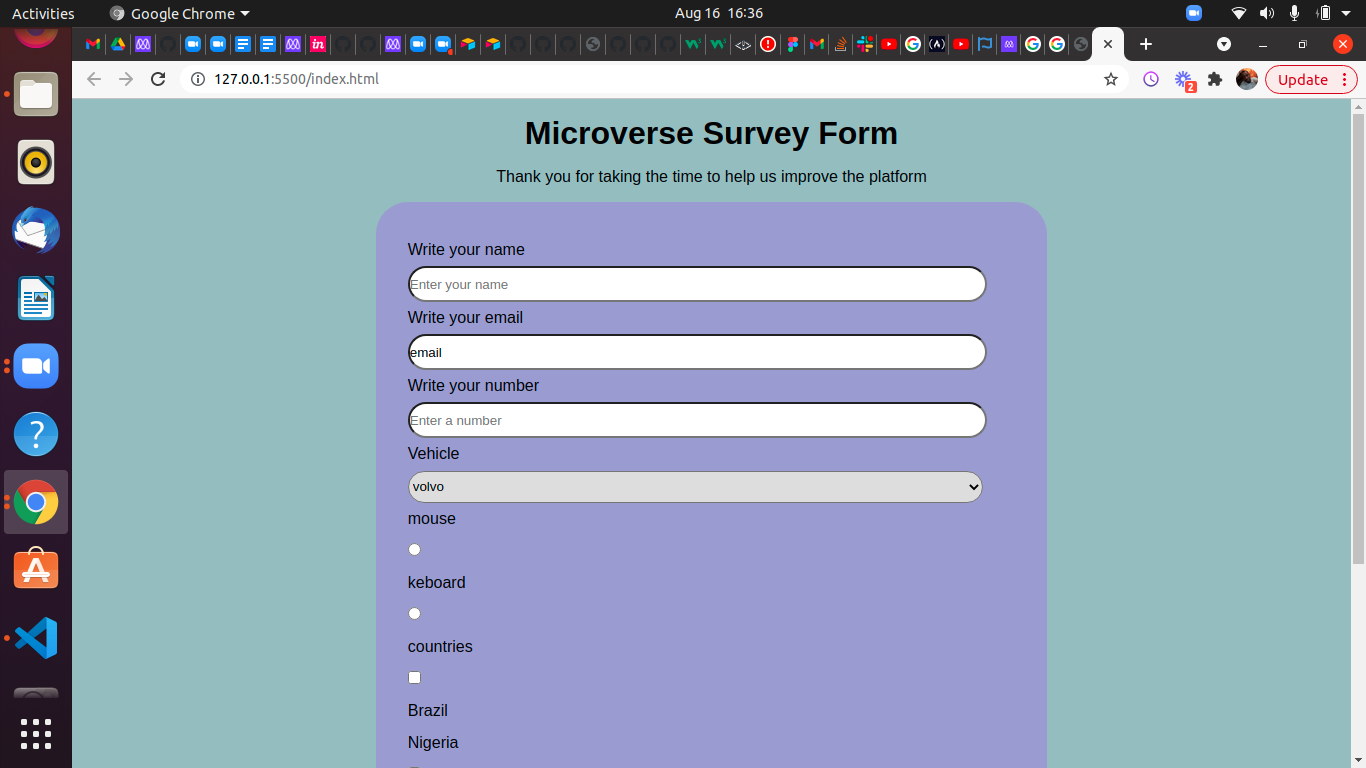 Activities
Google Chrome
Aug 16 16:36
127.0.0.1:5500/index.html
2
Update
Microverse Survey Form
Thank you for taking the time to help us improve the platform
Write your name
Enter your name
Write your email
email
Write your number
Enter a number
Vehicle
volvo
mouse
keboard
countries
Brazil
Nigeria